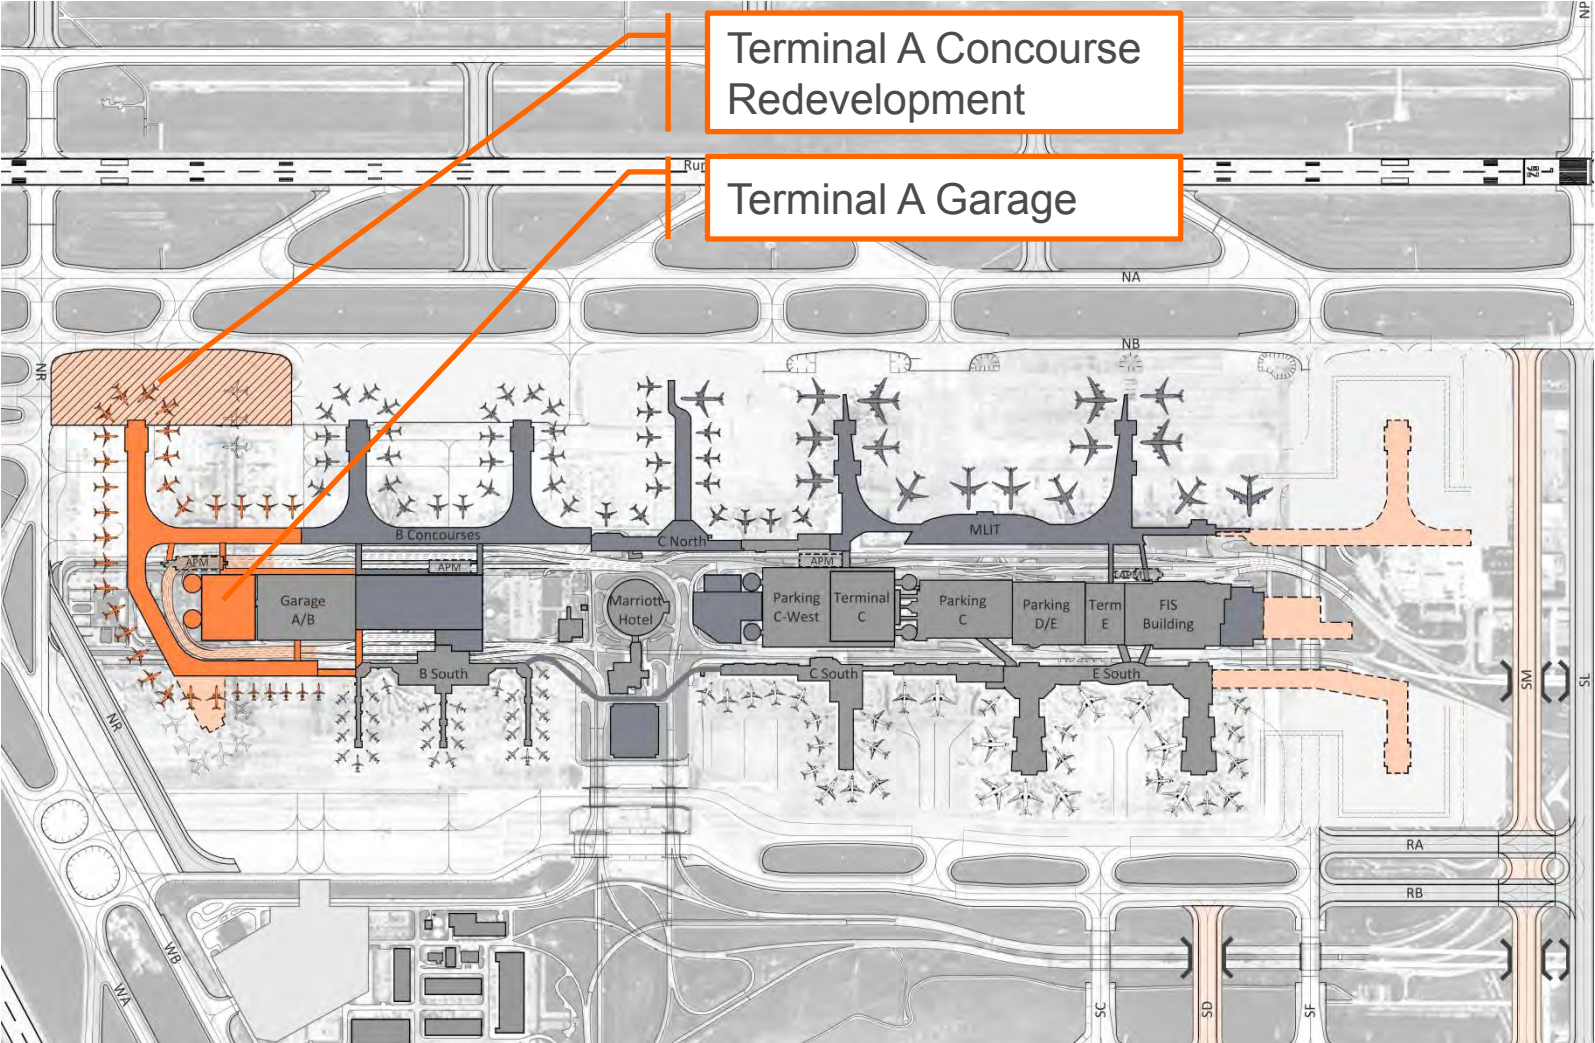 NP
Terminal A Concourse
Redevelopment
Terminal A Garage
NA
NB
NR
B Concourses
C North
MLIT
APM
APM
APM
APM
Garage
A/B
Marriott
Hotel
Parking
C-West
Terminal
C
Parking
C
Parking
D/E
Term
E
FIS
Building
B South
C South
E South
SM
SL
NR
RA
RB
WB
WA
SC
SD
SF